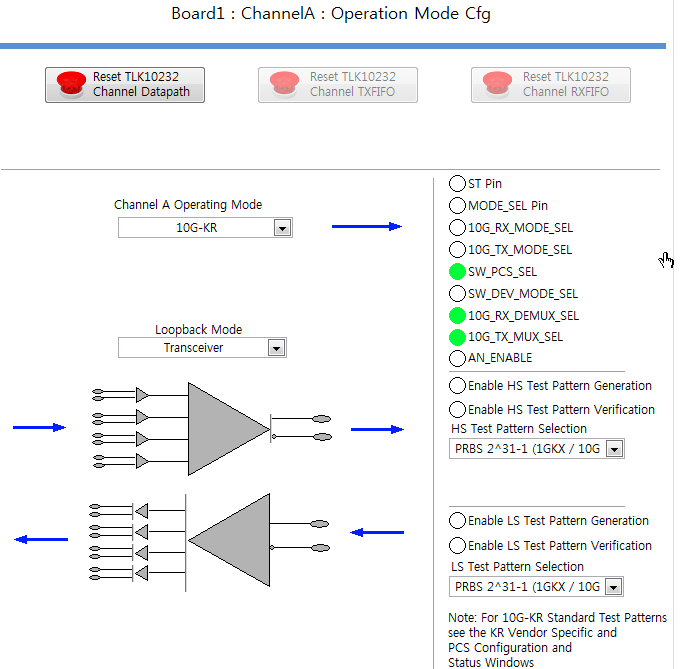 Board1 : ChannelA : Operation Mode Cfg
Reset TLK10232
Channel Datapath
Reset TLK10232
Channel TXFIFO
Reset TLK10232
Channel RXFIFO
Channel A Operating Mode
10G-KR
Loopback Mode
Transceiver
ST Pin
MODE_SEL Pin
10G_RX_MODE_SEL
10G_TX_MODE_SEL
SW_PCS_SEL
SW_DEV_MODE_SEL
10G_RX_DEMUX_SEL
10G_TX_MUX_SEL
AN_ENABLE
Enable HS Test Pattern Generation
Enable HS Test Pattern Verification
HS Test Pattern Selection
PRBS 2^31-1 (1GKX / 10G
Enable LS Test Pattern Generation
Enable LS Test Pattern Verification
LS Test Pattern Selection
PRBS 2^31-1 (1GKX / 10G
Note: For 10G-KR Standard Test Patterns
see the KR Vendor Specific and
PCS Configuration and
Status Windows